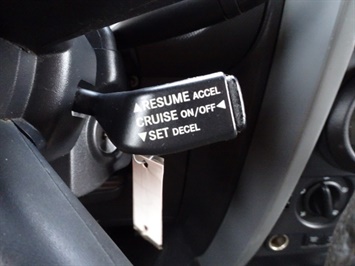 ▲RESUME ACCEL
CRUISE ON/OFF◀
▼SET DECEL